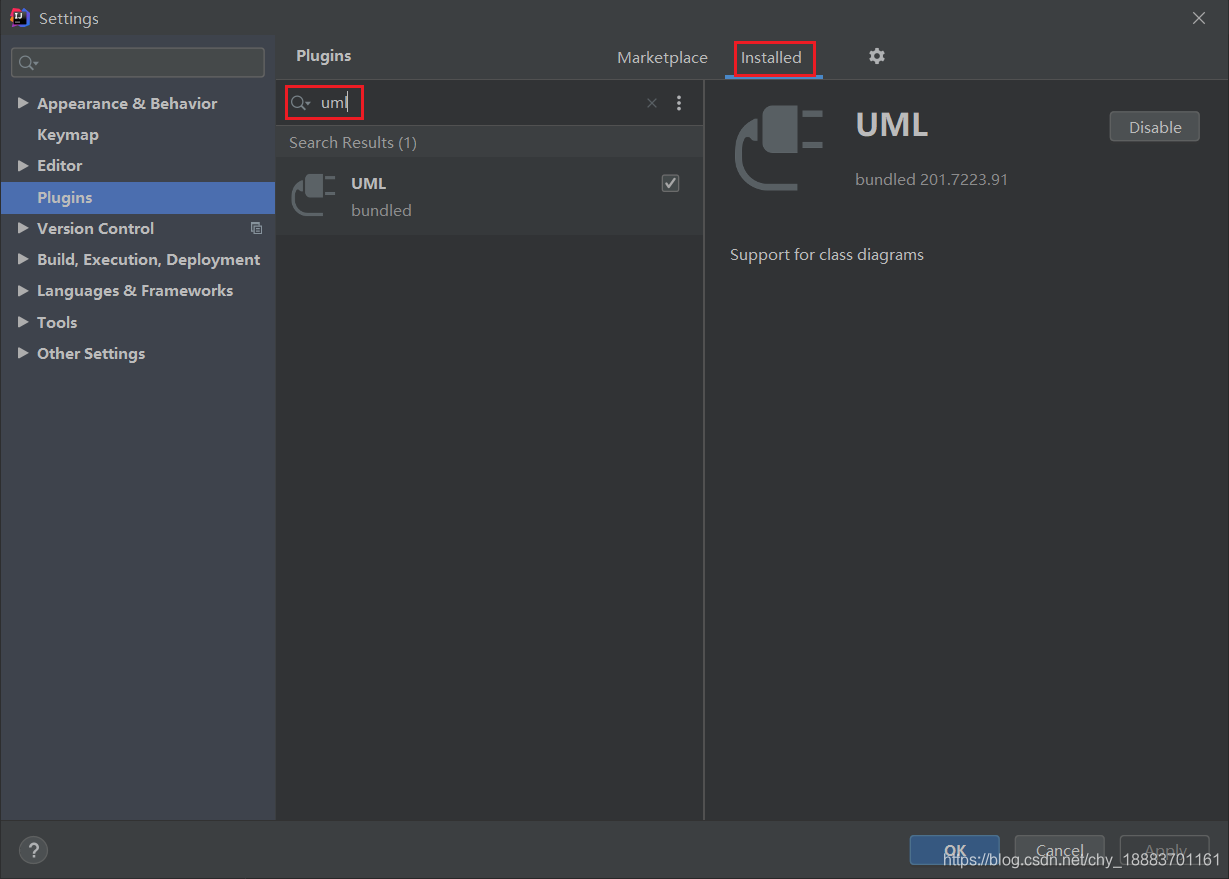 Settings
Plugins
Marketplace
Installed
Appearance & Behavior
Keymap
Editor
Plugins
Version Control
Build, Execution, Deployment
Languages & Frameworks
Tools
Other Settings
uml
Search Results (1)
UML
bundled
UML
Disable
bundled 201.7223.91
Support for class diagrams
?
OK
Cancel
Apply
https://blog.csdn.net/chy_18883701161